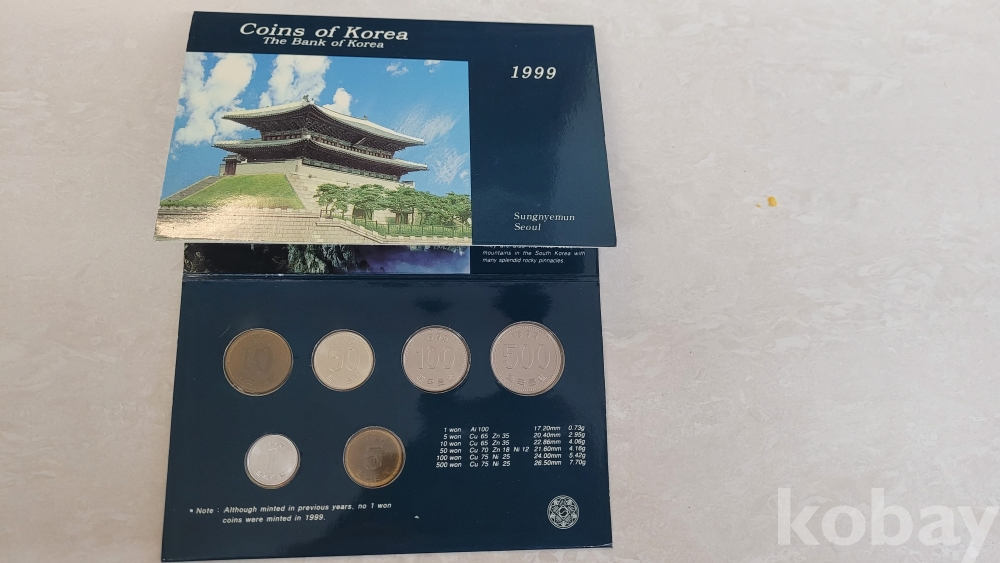 Coins of Korea
The Bank of Korea
1999
Sungnyemun
Seoul
mountains in the South Korea with
many splendid rocky pinnacles.
10 50 100 500
1 won Al 100 17.20mm 0.73g
5 won Cu 65 Zn 35 20.40mm 2.95g
10 won Cu 65 Zn 35 22.86mm 4.06g
50 won Cu 70 Zn 18 Ni 12 21.60mm 4.16g
100 won Cu 75 Ni 25 24.00mm 5.42g
500 won Cu 75 Ni 25 26.50mm 7.70g
5
* Note : Although minted in previous years, no 1 won
coins were minted in 1999.
kobay